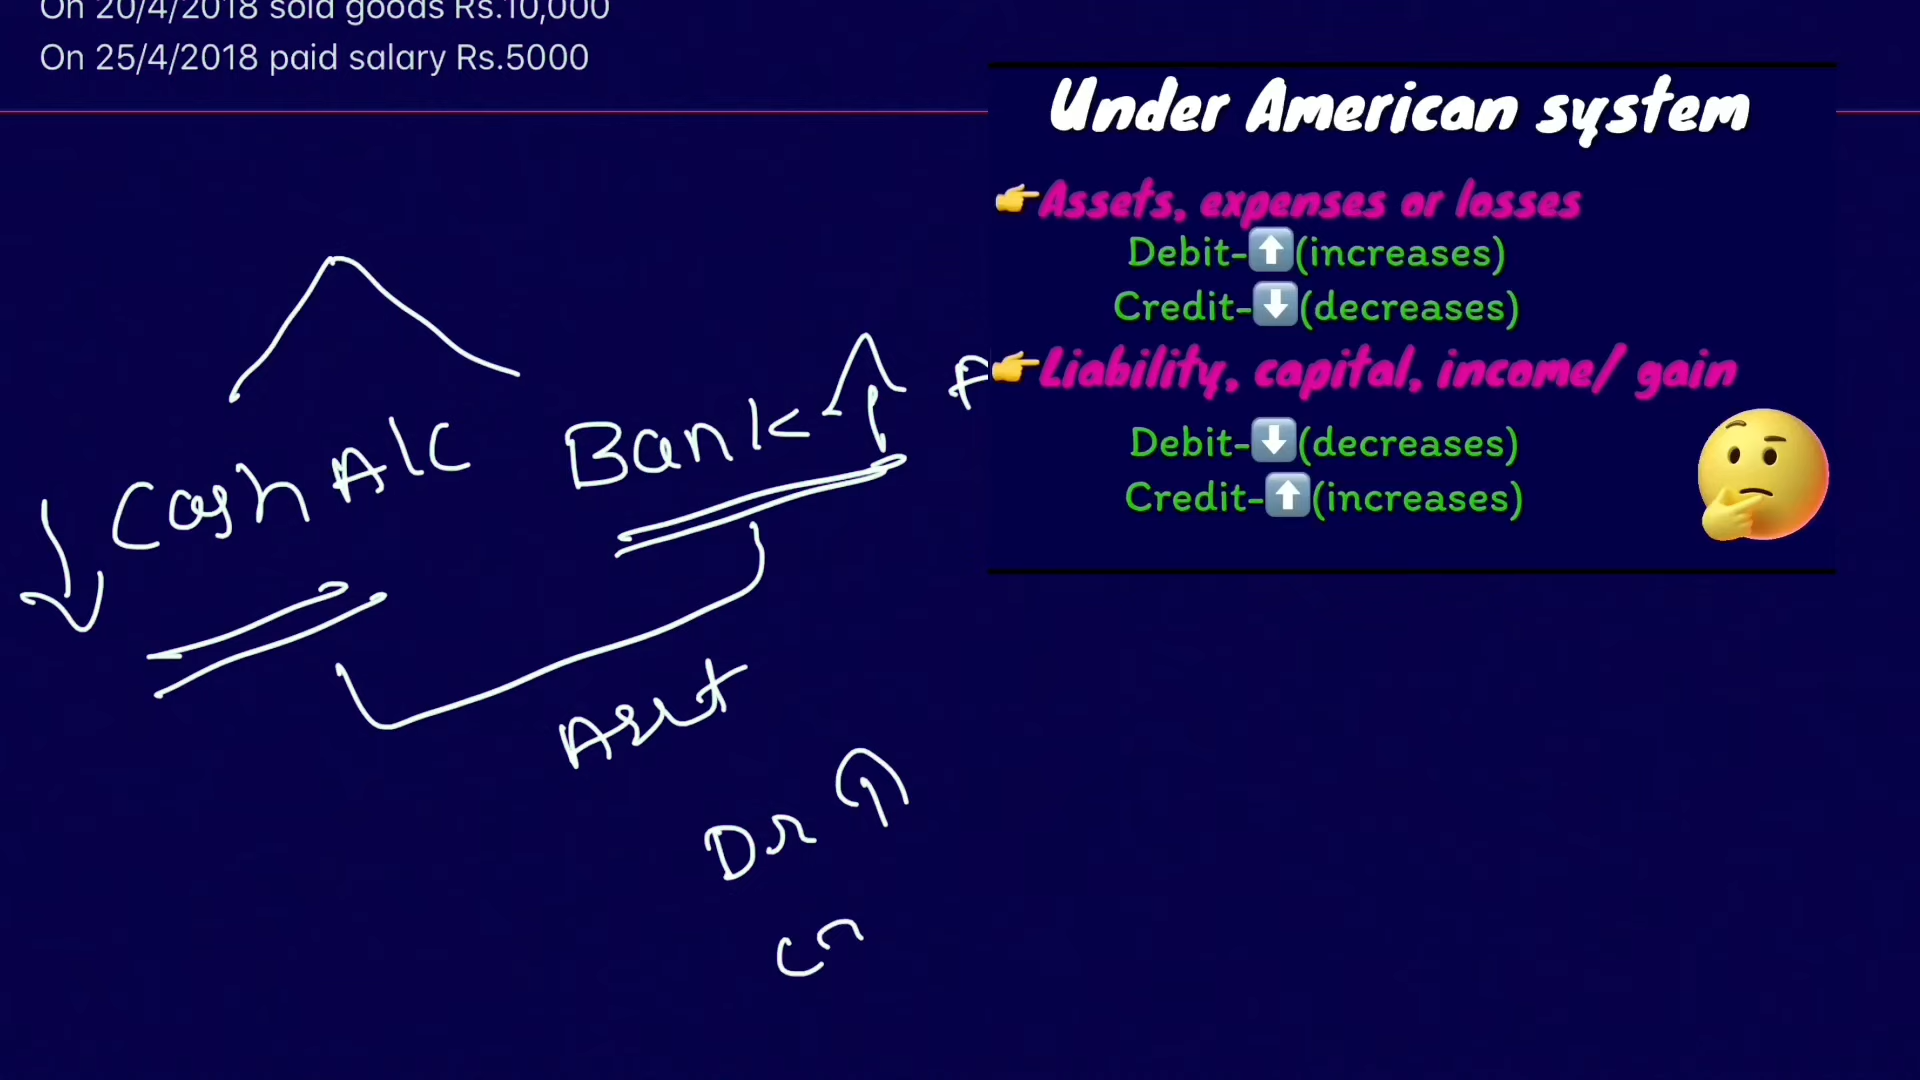 On 20/4/2018 sold goods Rs.10,000
On 25/4/2018 paid salary Rs.5000
Under American system
👉Assets, expenses or losses
Debit-⬆️(increases)
Credit-⬇️(decreases)
👉Liability, capital, income/ gain
Debit-⬇️(decreases)
Credit-⬆️(increases)
↓ Cash A/c
Bank ↑
Asset
Dr ↑
Cr